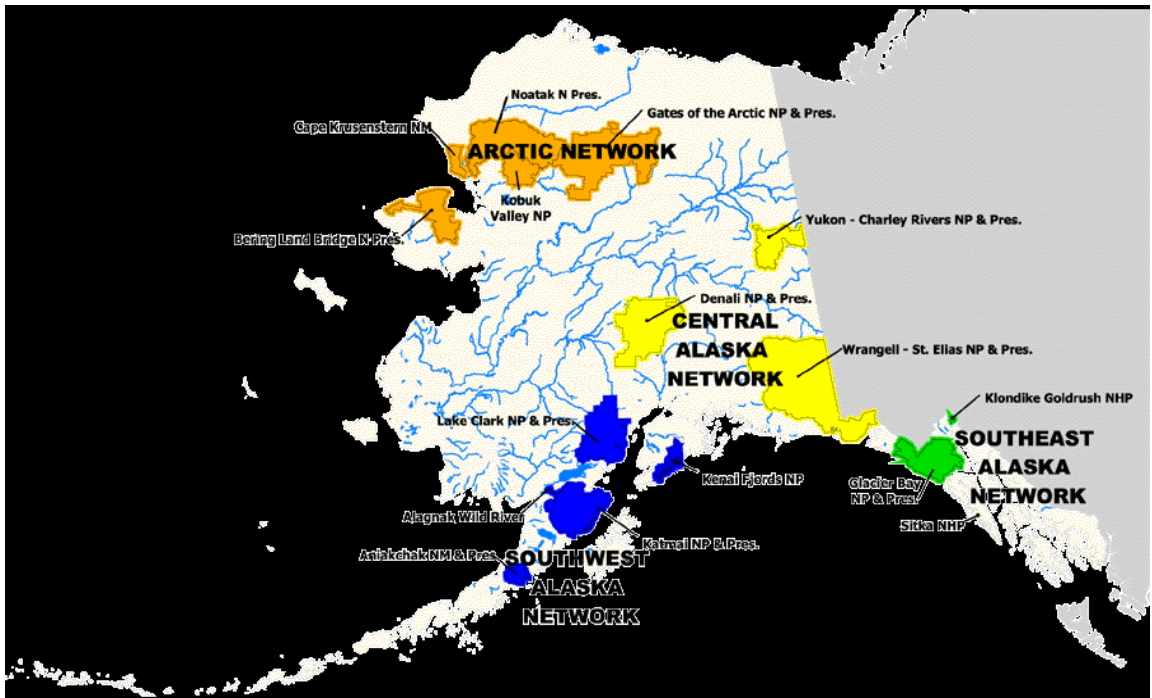 Noatak N Pres.
Gates of the Arctic NP & Pres.
Cape Krusenstern NM
ARCTIC NETWORK
Kobuk
Valley NP
Bering Land Bridge N Pres.
Yukon - Charley Rivers NP & Pres.
Denali NP & Pres.
CENTRAL
ALASKA
NETWORK
Wrangell - St. Elias NP & Pres.
Klondike Goldrush NHP
Lake Clark NP & Pres.
SOUTHEAST
ALASKA
NETWORK
Kenai Fjords NP
Glacier Bay
NP & Pres.
Alagnak Wild River
Sitka NHP
Katmai NP & Pres.
Aniakchak NM & Pres.
SOUTHWEST
ALASKA
NETWORK